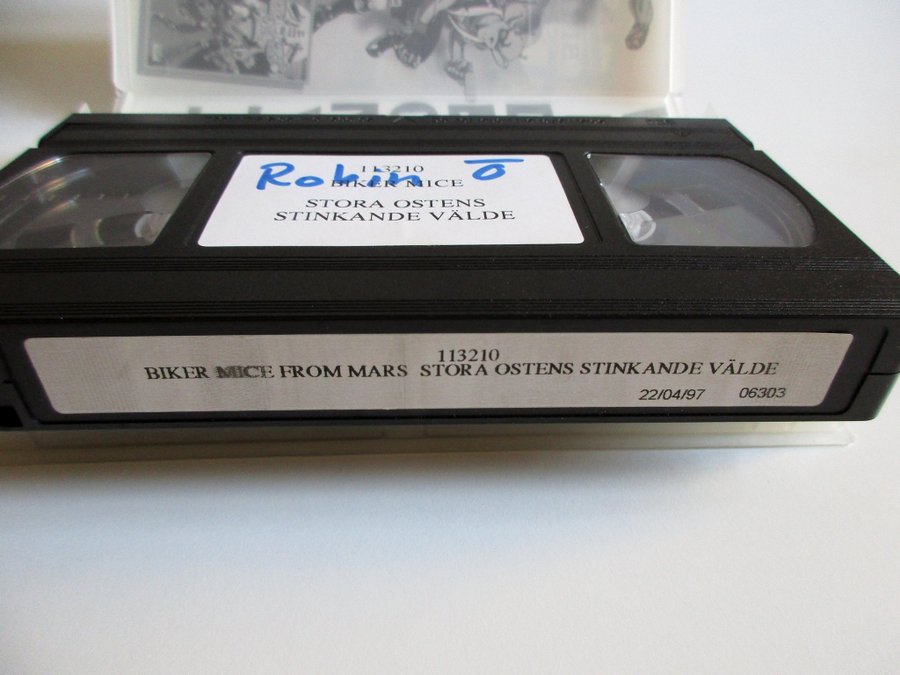 113210
Robin Ō
BIKER MICE
STORA OSTENS
STINKANDE VÄLDE
113210
BIKER MICE FROM MARS STORA OSTENS STINKANDE VÄLDE
22/04/97 06303